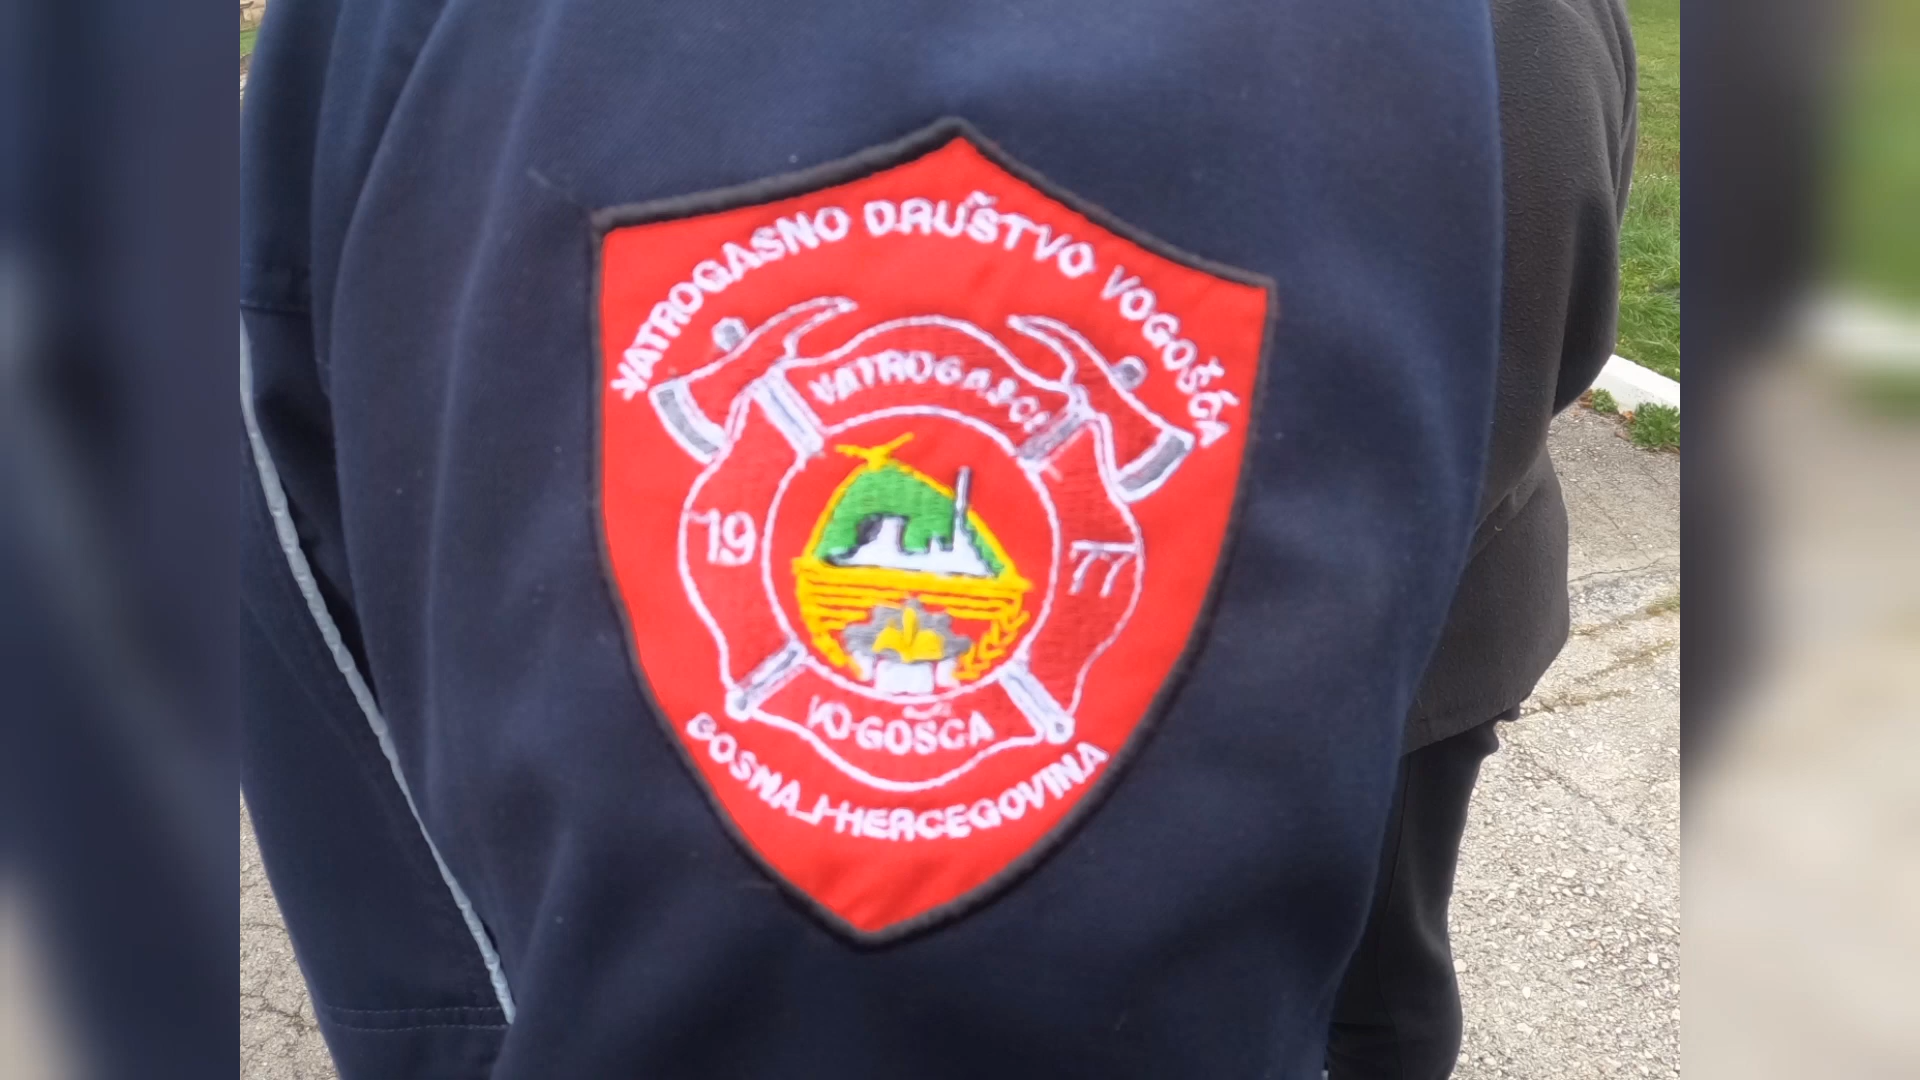 VATROGASNO DRUŠTVO VOGOŠĆA
VATROGASCI
19 77
VOGOŠĆA
BOSNA I HERCEGOVINA